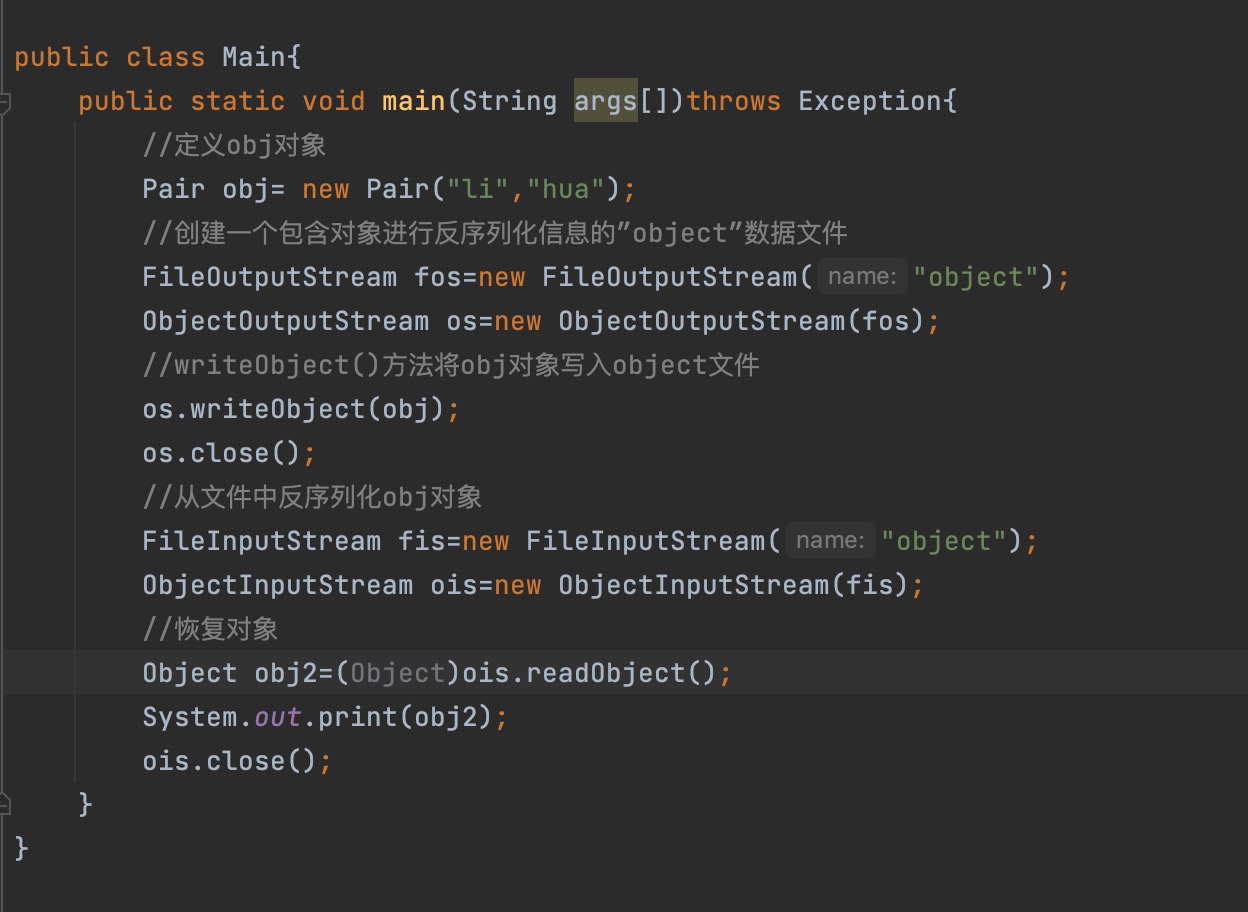 public class Main{
public static void main(String args[])throws Exception{
//定义obj对象
Pair obj= new Pair("li","hua");
//创建一个包含对象进行反序列化信息的”object”数据文件
FileOutputStream fos=new FileOutputStream( name: "object");
ObjectOutputStream os=new ObjectOutputStream(fos);
//writeObject()方法将obj对象写入object文件
os.writeObject(obj);
os.close();
//从文件中反序列化obj对象
FileInputStream fis=new FileInputStream( name: "object");
ObjectInputStream ois=new ObjectInputStream(fis);
//恢复对象
Object obj2=(Object)ois.readObject();
System.out.print(obj2);
ois.close();
}
}